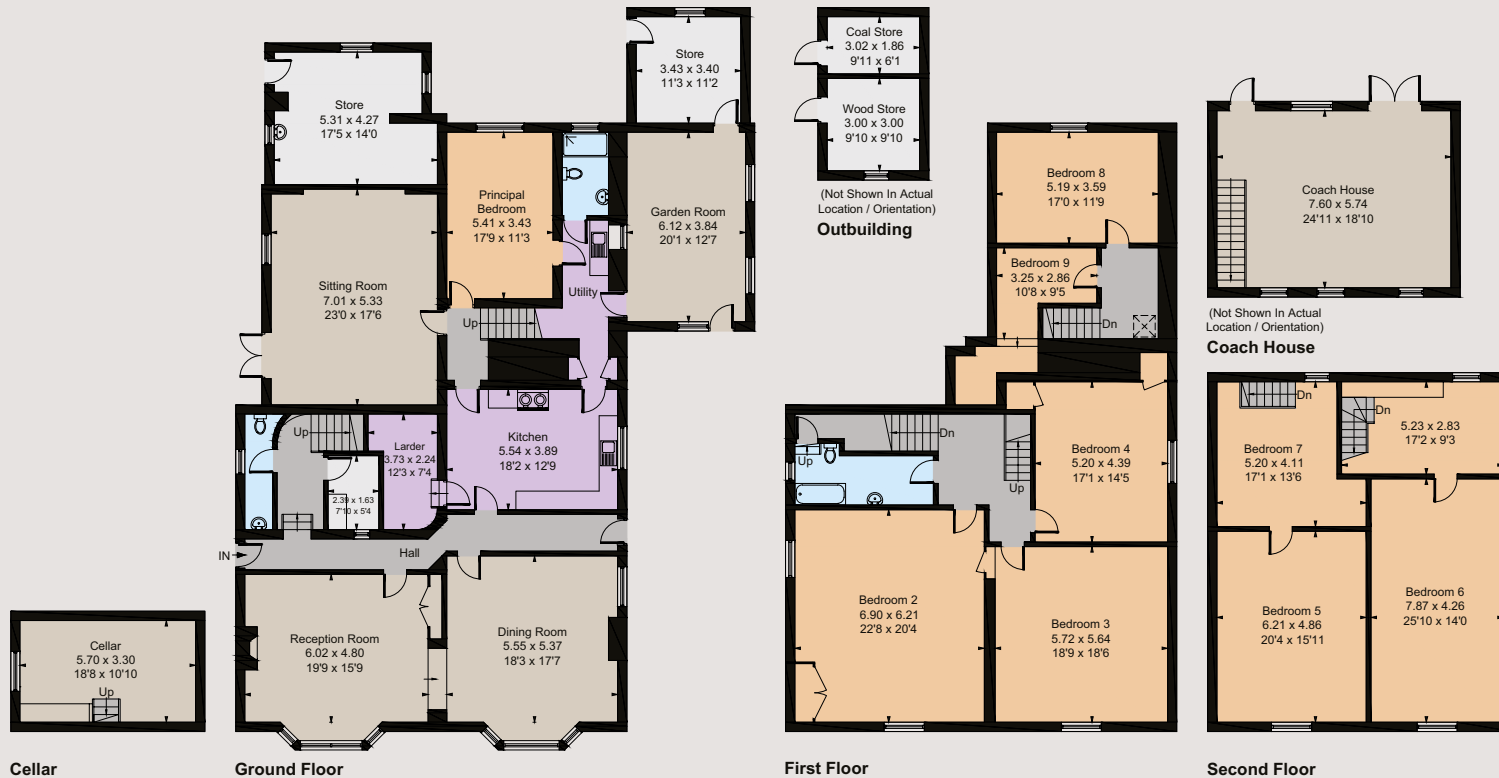 Store
5.31 x 4.27
17'5 x 14'0
Store
3.43 x 3.40
11'3 x 11'2
Principal
Bedroom
5.41 x 3.43
17'9 x 11'3
Garden Room
6.12 x 3.84
20'1 x 12'7
Utility
Up
Sitting Room
7.01 x 5.33
23'0 x 17'6
Up
Larder
3.73 x 2.24
12'3 x 7'4
Kitchen
5.54 x 3.89
18'2 x 12'9
2.39 x 1.63
7'10 x 5'4
IN
Hall
Reception Room
6.02 x 4.80
19'9 x 15'9
Dining Room
5.55 x 5.37
18'3 x 17'7
Cellar
5.70 x 3.30
18'8 x 10'10
Up
Cellar
Ground Floor
Coal Store
3.02 x 1.86
9'11 x 6'1
Wood Store
3.00 x 3.00
9'10 x 9'10
(Not Shown In Actual
Location / Orientation)
Outbuilding
Bedroom 8
5.19 x 3.59
17'0 x 11'9
Bedroom 9
3.25 x 2.86
10'8 x 9'5
Dn
Dn
Up
Up
Bedroom 4
5.20 x 4.39
17'1 x 14'5
Bedroom 2
6.90 x 6.21
22'8 x 20'4
Bedroom 3
5.72 x 5.64
18'9 x 18'6
First Floor
Coach House
7.60 x 5.74
24'11 x 18'10
(Not Shown In Actual
Location / Orientation)
Coach House
Dn
Dn
5.23 x 2.83
17'2 x 9'3
Bedroom 7
5.20 x 4.11
17'1 x 13'6
Bedroom 5
6.21 x 4.86
20'4 x 15'11
Bedroom 6
7.87 x 4.26
25'10 x 14'0
Second Floor